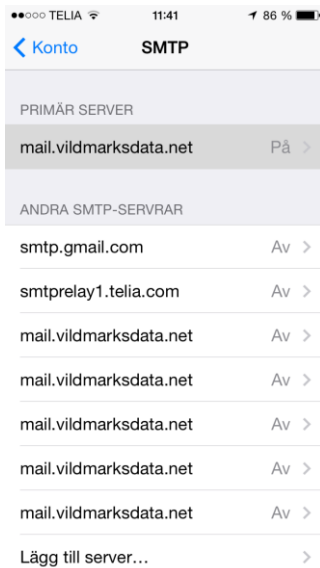 TELIA 11:41 86 %
Konto SMTP
PRIMÄR SERVER
mail.vildmarksdata.net På
ANDRA SMTP-SERVRAR
smtp.gmail.com Av
smtprelay1.telia.com Av
mail.vildmarksdata.net Av
mail.vildmarksdata.net Av
mail.vildmarksdata.net Av
mail.vildmarksdata.net Av
mail.vildmarksdata.net Av
Lägg till server...